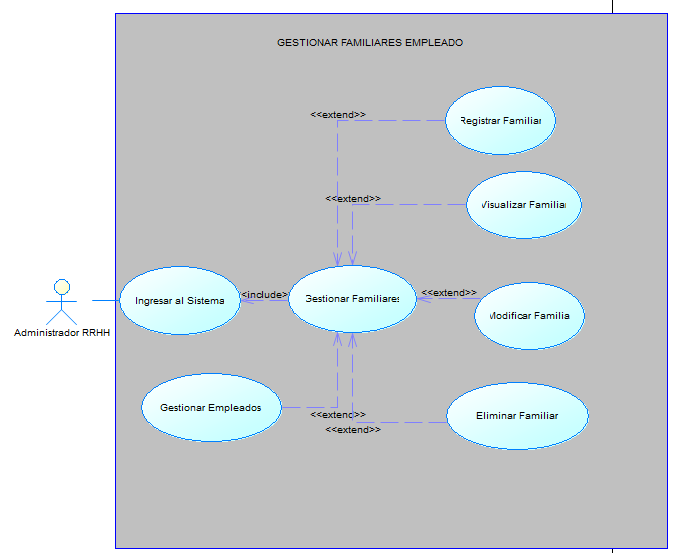 GESTIONAR FAMILIARES EMPLEADO
<<extend>>
Registrar Familiar
<<extend>>
Visualizar Familiar
Ingresar al Sistema
<include>
Gestionar Familiares
<<extend>>
Modificar Familia
Administrador RRHH
Gestionar Empleados
<<extend>>
<<extend>>
Eliminar Familiar